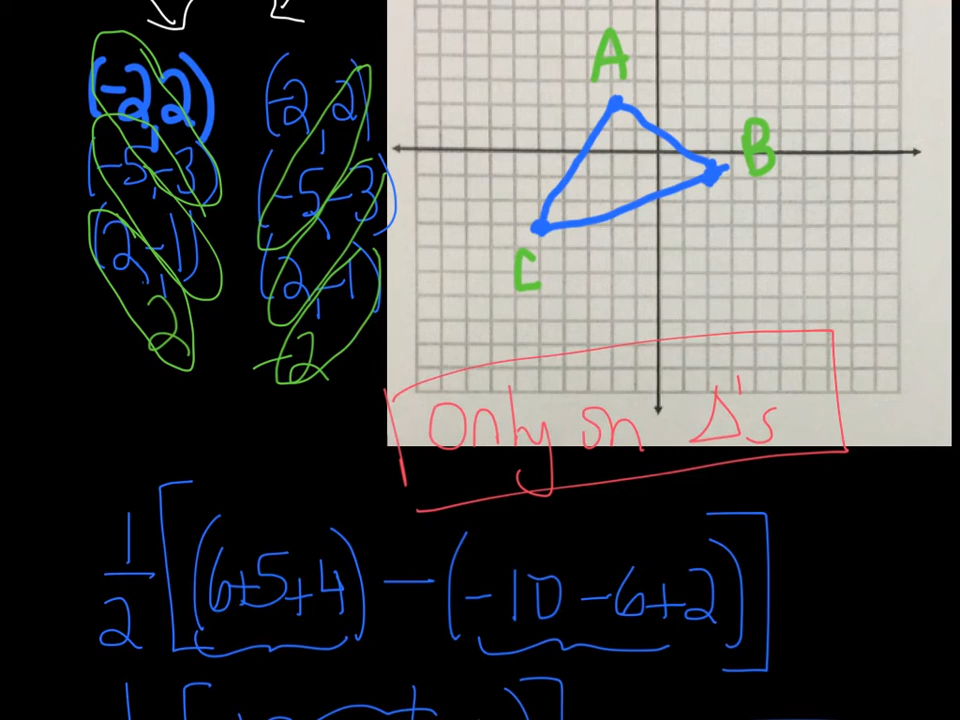 (-2, 2)
(-5, -3)
(2, -1)
2
(-2, 2)
(-5, -3)
(2, -1)
-2
A
B
C
Only on Δ's
1/2 [(6+5+4) - (-10-6+2)]